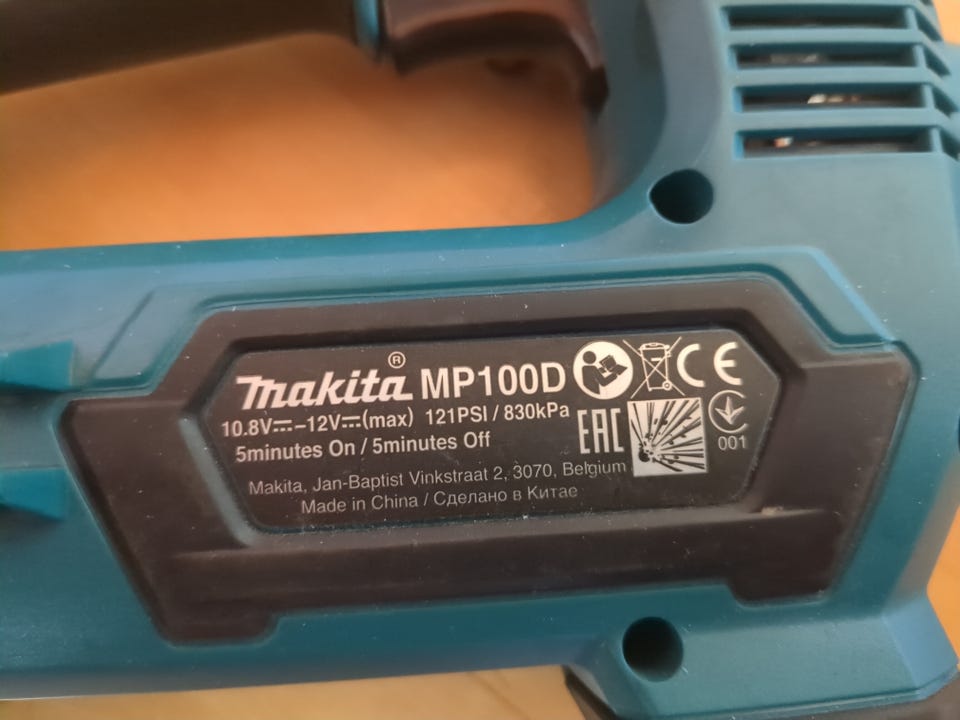 makita® MP100D
10.8V⎓–12V⎓(max) 121PSI / 830kPa
5minutes On / 5minutes Off
Makita, Jan-Baptist Vinkstraat 2, 3070, Belgium
Made in China / Сделано в Китае
CE
EAC
001